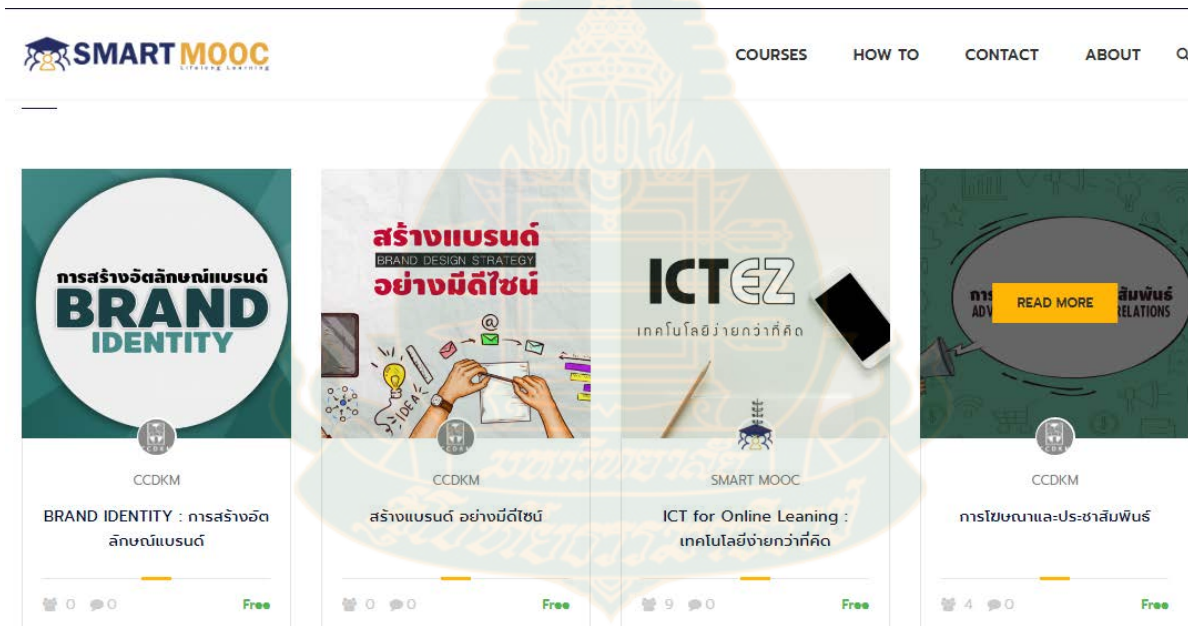 SMART MOOC
Lifelong Learning
COURSES HOW TO CONTACT ABOUT
การสร้างอัตลักษณ์แบรนด์
BRAND
IDENTITY
CCDKM
BRAND IDENTITY : การสร้างอัต
ลักษณ์แบรนด์
0 0 Free
สร้างแบรนด์
BRAND DESIGN STRATEGY
อย่างมีดีไซน์
@
IDEA
CCDKM
สร้างแบรนด์ อย่างมีดีไซน์
0 0 Free
ICTEZ
เทคโนโลยีง่ายกว่าที่คิด
SMART MOOC
ICT for Online Leaning :
เทคโนโลยีง่ายกว่าที่คิด
9 0 Free
READ MORE
CCDKM
การโฆษณาและประชาสัมพันธ์
4 0 Free